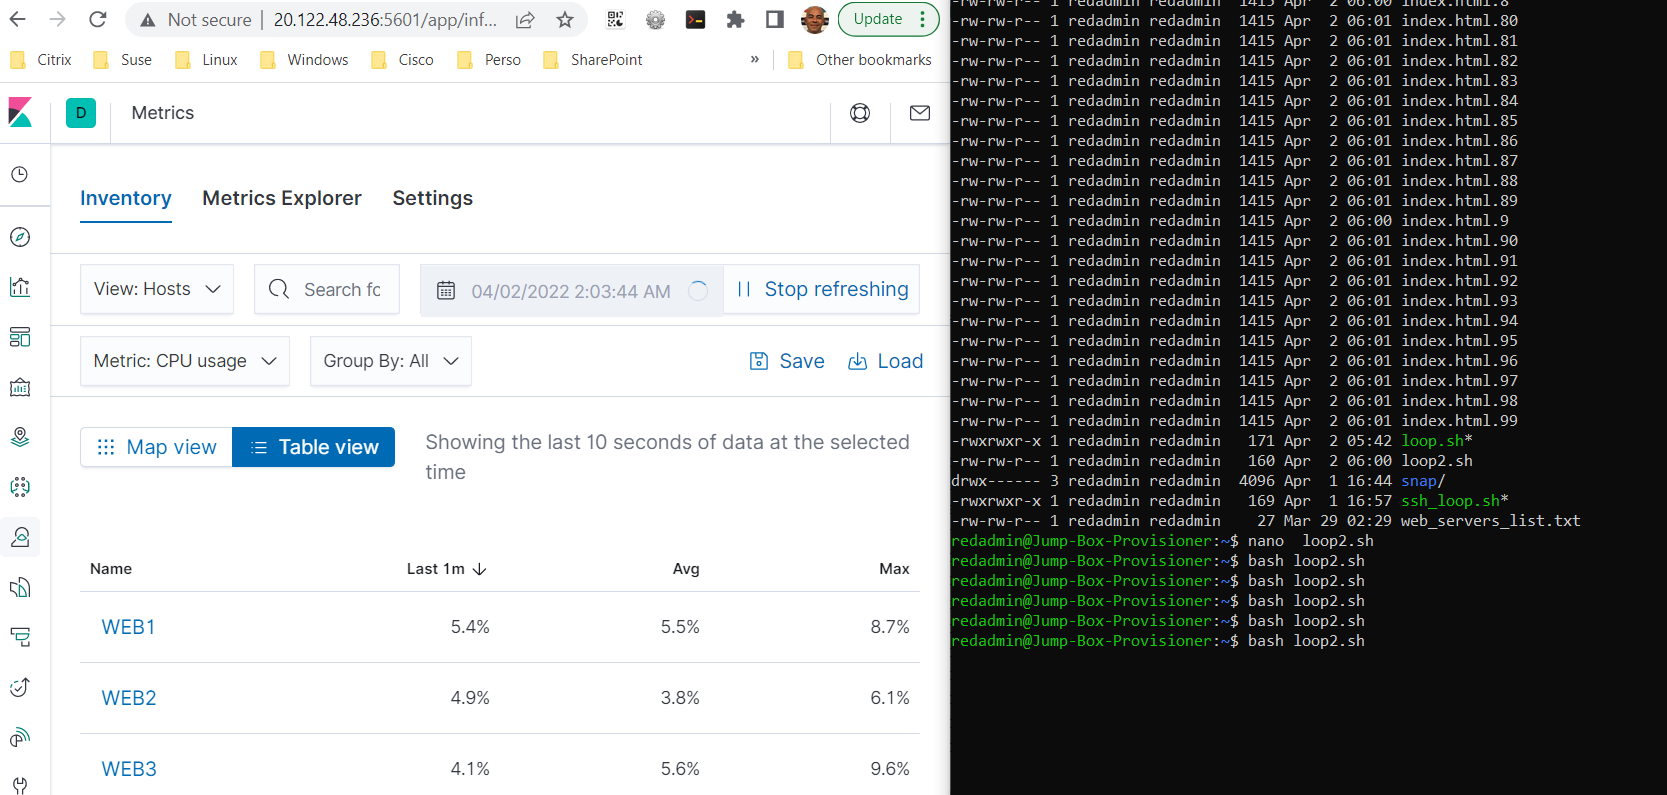 Not secure | 20.122.48.236:5601/app/inf...
Update
Citrix Suse Linux Windows Cisco Perso SharePoint » Other bookmarks
D Metrics
Inventory Metrics Explorer Settings
View: Hosts Search fo 04/02/2022 2:03:44 AM Stop refreshing
Metric: CPU usage Group By: All Save Load
Map view Table view Showing the last 10 seconds of data at the selected
time
Name Last 1m ↓ Avg Max
WEB1 5.4% 5.5% 8.7%
WEB2 4.9% 3.8% 6.1%
WEB3 4.1% 5.6% 9.6%
-rw-rw-r-- 1 redadmin redadmin 1415 Apr 2 06:00 index.html.8
-rw-rw-r-- 1 redadmin redadmin 1415 Apr 2 06:01 index.html.80
-rw-rw-r-- 1 redadmin redadmin 1415 Apr 2 06:01 index.html.81
-rw-rw-r-- 1 redadmin redadmin 1415 Apr 2 06:01 index.html.82
-rw-rw-r-- 1 redadmin redadmin 1415 Apr 2 06:01 index.html.83
-rw-rw-r-- 1 redadmin redadmin 1415 Apr 2 06:01 index.html.84
-rw-rw-r-- 1 redadmin redadmin 1415 Apr 2 06:01 index.html.85
-rw-rw-r-- 1 redadmin redadmin 1415 Apr 2 06:01 index.html.86
-rw-rw-r-- 1 redadmin redadmin 1415 Apr 2 06:01 index.html.87
-rw-rw-r-- 1 redadmin redadmin 1415 Apr 2 06:01 index.html.88
-rw-rw-r-- 1 redadmin redadmin 1415 Apr 2 06:01 index.html.89
-rw-rw-r-- 1 redadmin redadmin 1415 Apr 2 06:00 index.html.9
-rw-rw-r-- 1 redadmin redadmin 1415 Apr 2 06:01 index.html.90
-rw-rw-r-- 1 redadmin redadmin 1415 Apr 2 06:01 index.html.91
-rw-rw-r-- 1 redadmin redadmin 1415 Apr 2 06:01 index.html.92
-rw-rw-r-- 1 redadmin redadmin 1415 Apr 2 06:01 index.html.93
-rw-rw-r-- 1 redadmin redadmin 1415 Apr 2 06:01 index.html.94
-rw-rw-r-- 1 redadmin redadmin 1415 Apr 2 06:01 index.html.95
-rw-rw-r-- 1 redadmin redadmin 1415 Apr 2 06:01 index.html.96
-rw-rw-r-- 1 redadmin redadmin 1415 Apr 2 06:01 index.html.97
-rw-rw-r-- 1 redadmin redadmin 1415 Apr 2 06:01 index.html.98
-rw-rw-r-- 1 redadmin redadmin 1415 Apr 2 06:01 index.html.99
-rwxrwxr-x 1 redadmin redadmin 171 Apr 2 05:42 loop.sh*
-rw-rw-r-- 1 redadmin redadmin 160 Apr 2 06:00 loop2.sh
drwx------ 3 redadmin redadmin 4096 Apr 1 16:44 snap/
-rwxrwxr-x 1 redadmin redadmin 169 Apr 1 16:57 ssh_loop.sh*
-rw-rw-r-- 1 redadmin redadmin 27 Mar 29 02:29 web_servers_list.txt
redadmin@Jump-Box-Provisioner:~$ nano  loop2.sh
redadmin@Jump-Box-Provisioner:~$ bash loop2.sh
redadmin@Jump-Box-Provisioner:~$ bash loop2.sh
redadmin@Jump-Box-Provisioner:~$ bash loop2.sh
redadmin@Jump-Box-Provisioner:~$ bash loop2.sh
redadmin@Jump-Box-Provisioner:~$ bash loop2.sh